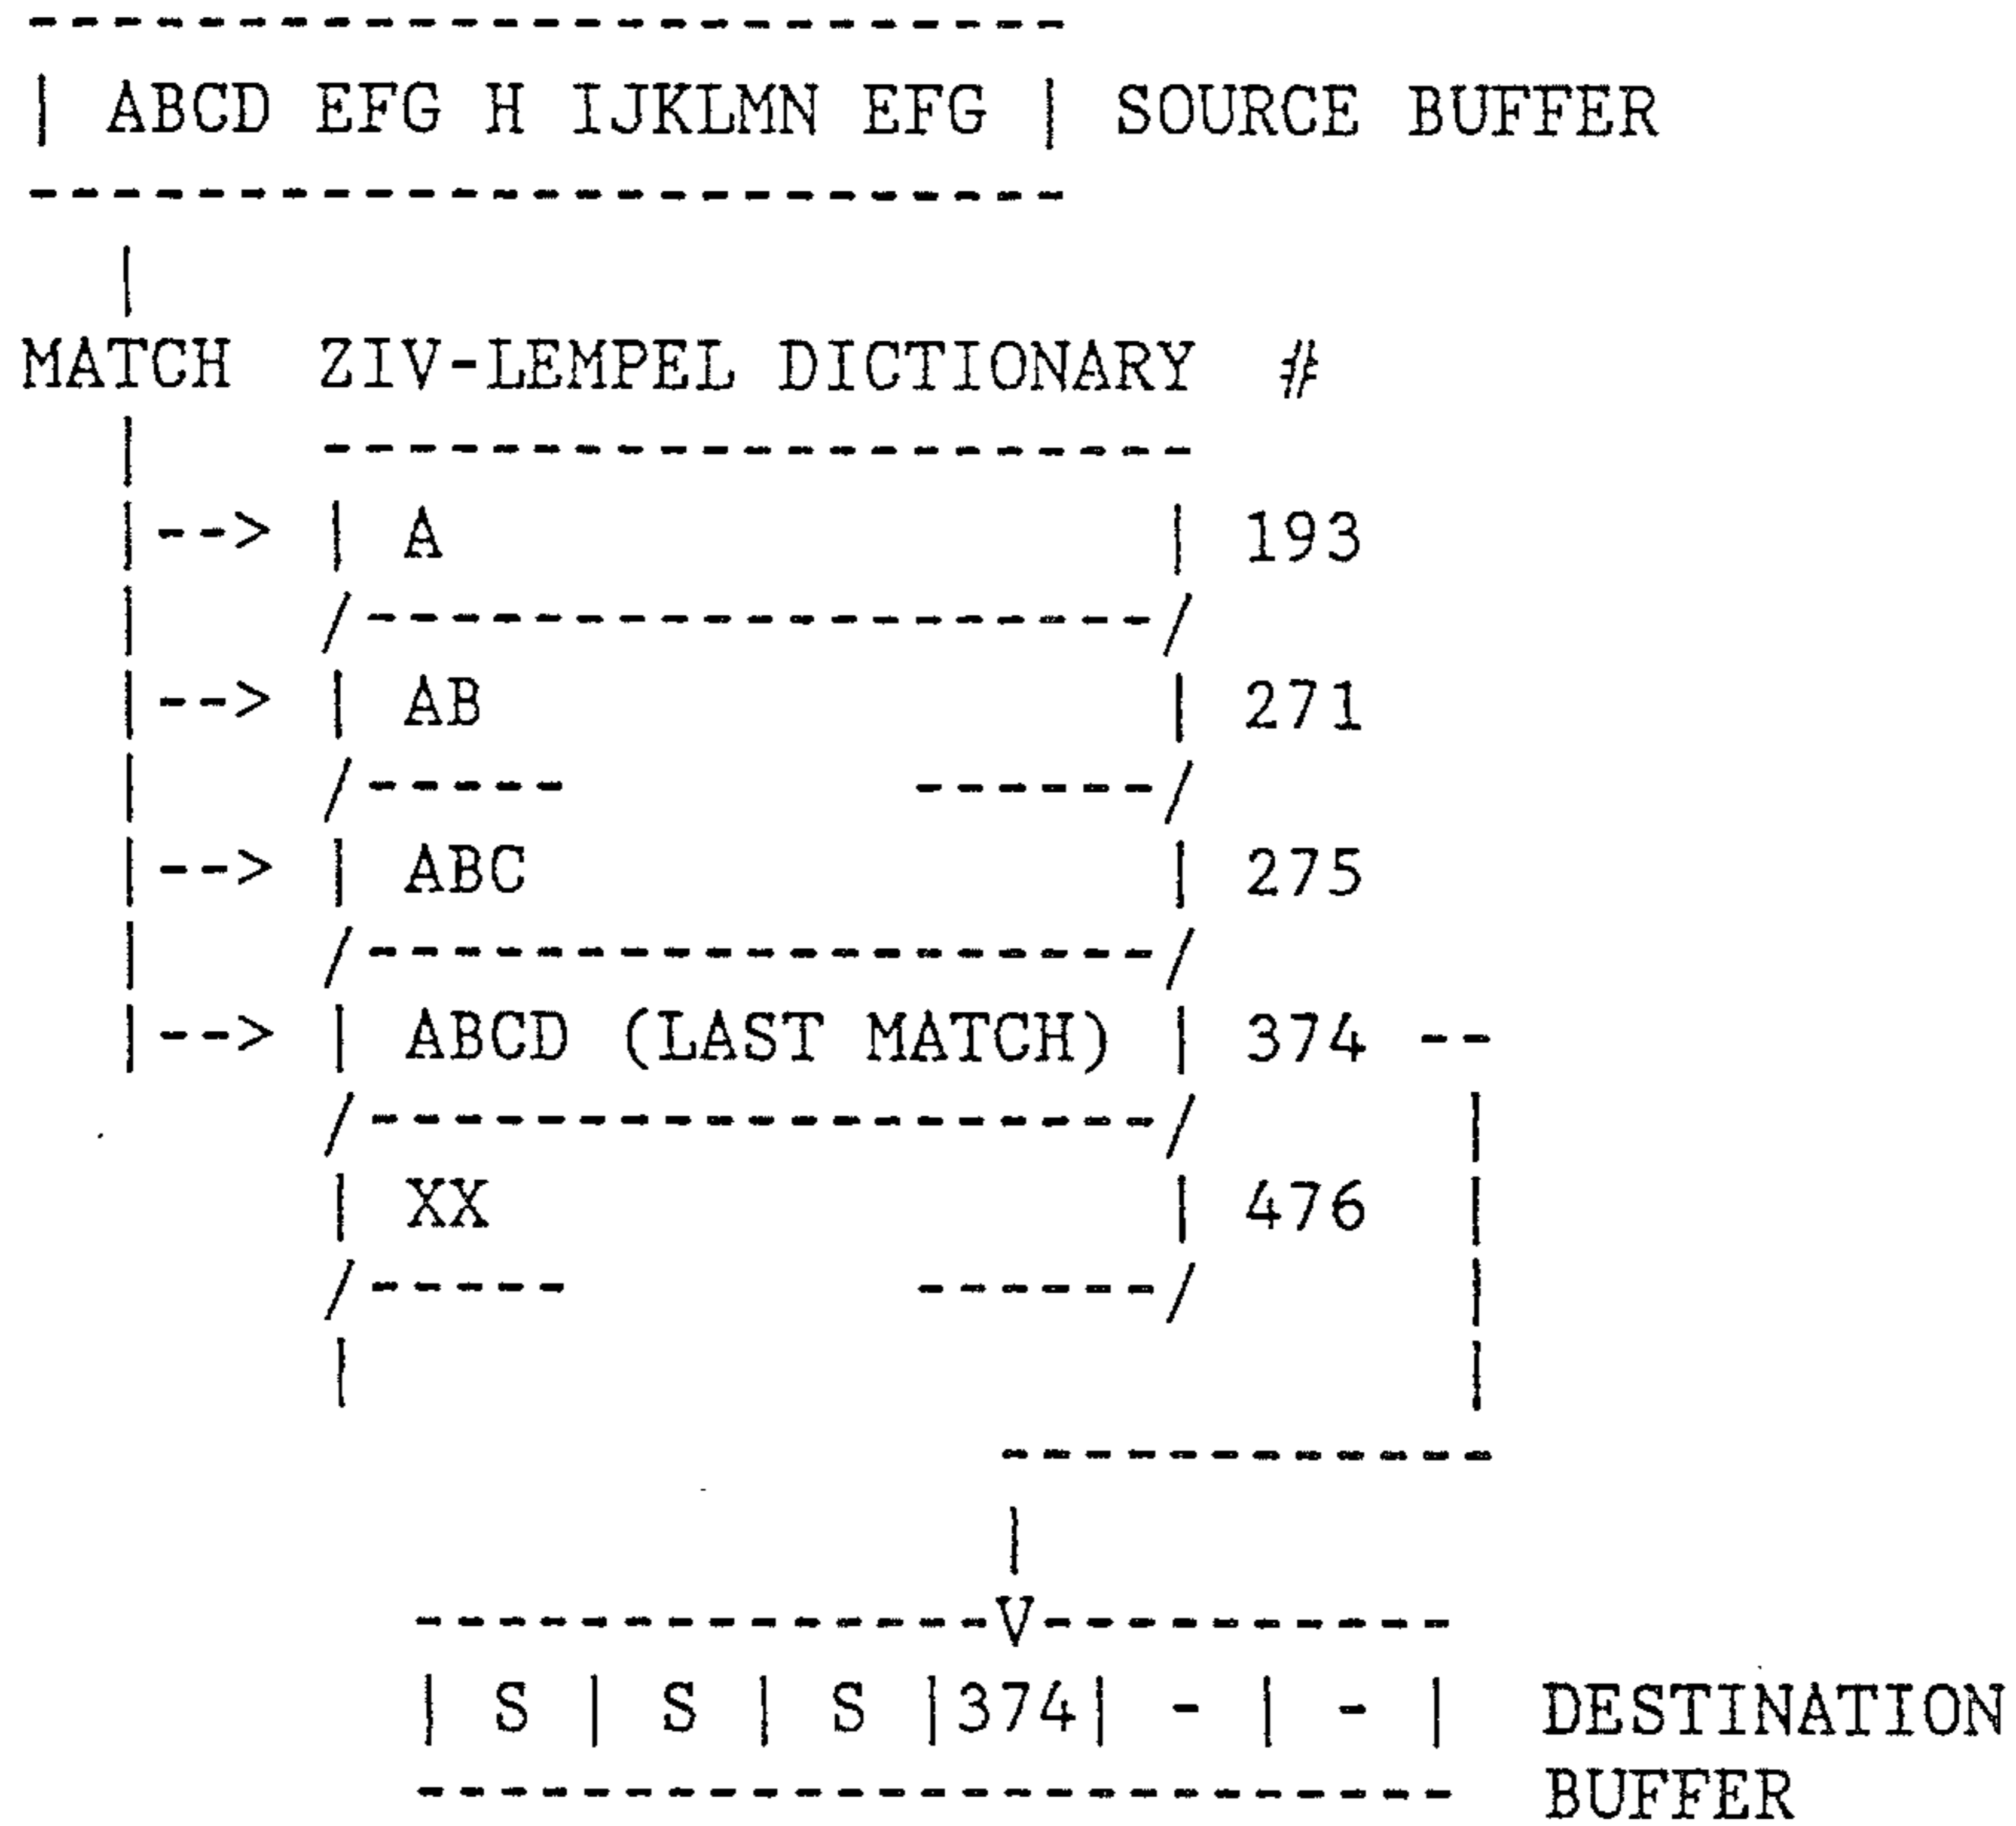 | ABCD EFG H IJKLMN EFG | SOURCE BUFFER
MATCH ZIV-LEMPEL DICTIONARY #
|--> | A | 193
|--> | AB | 271
|--> | ABC | 275
|--> | ABCD (LAST MATCH) | 374 --
| XX | 476 |
V
| S | S | S |374| - | - | DESTINATION
BUFFER